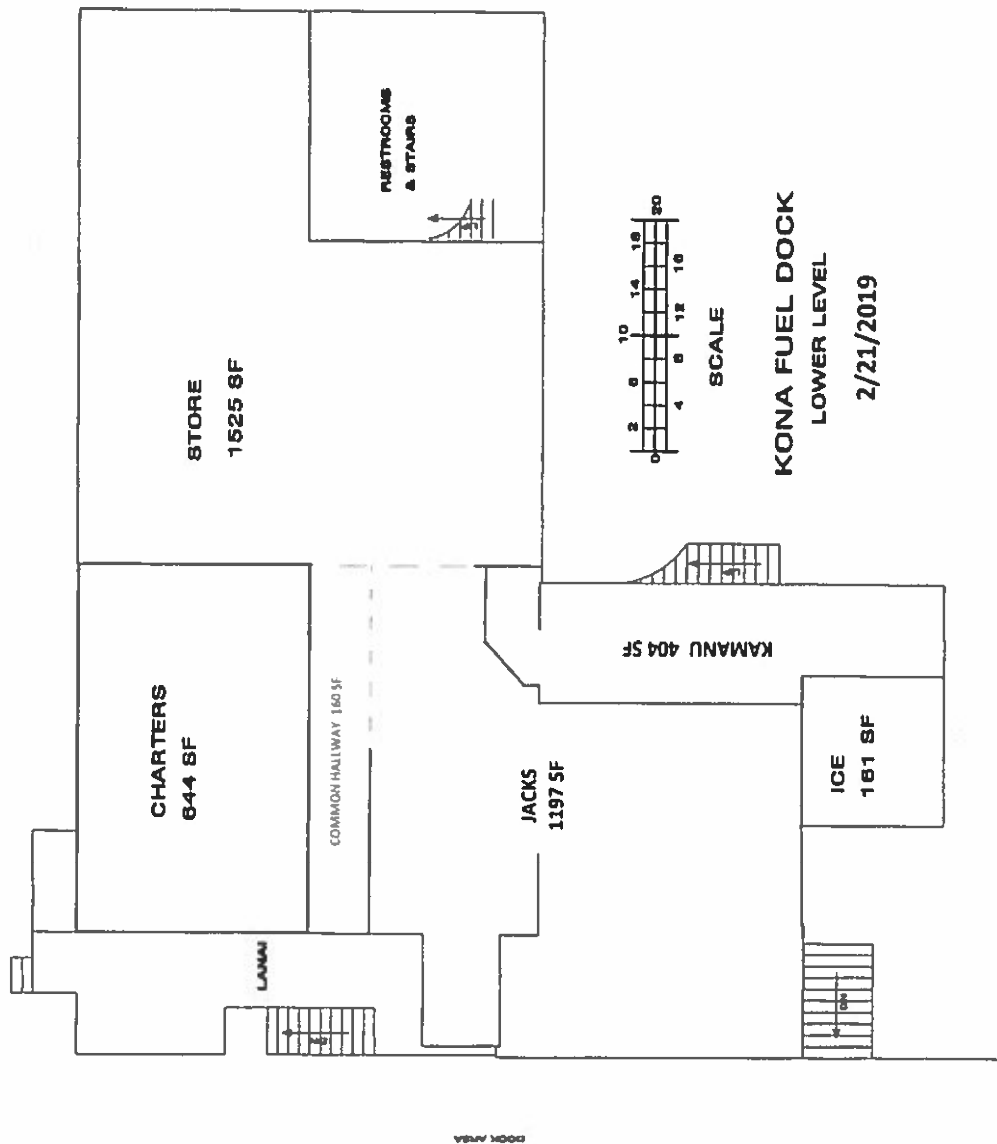 RESTROOMS
& STAIRS
STORE
1525 SF
CHARTERS
644 SF
COMMON HALLWAY 160 SF
LANAI
JACKS
1197 SF
KAMANU 404 SF
ICE
161 SF
DN
DOCK AREA
0 2 4 6 8 10 12 14 16 18 20
SCALE
KONA FUEL DOCK
LOWER LEVEL
2/21/2019